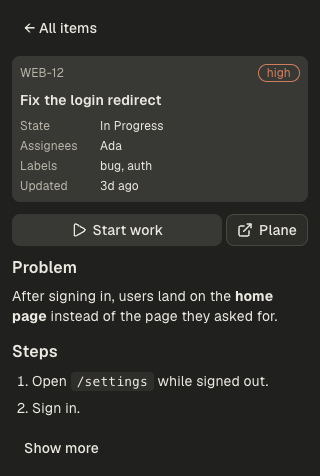 ← All items
WEB-12 high
Fix the login redirect
State In Progress
Assignees Ada
Labels bug, auth
Updated 3d ago
Start work Plane
Problem
After signing in, users land on the home
page instead of the page they asked for.
Steps
1. Open /settings while signed out.
2. Sign in.
Show more